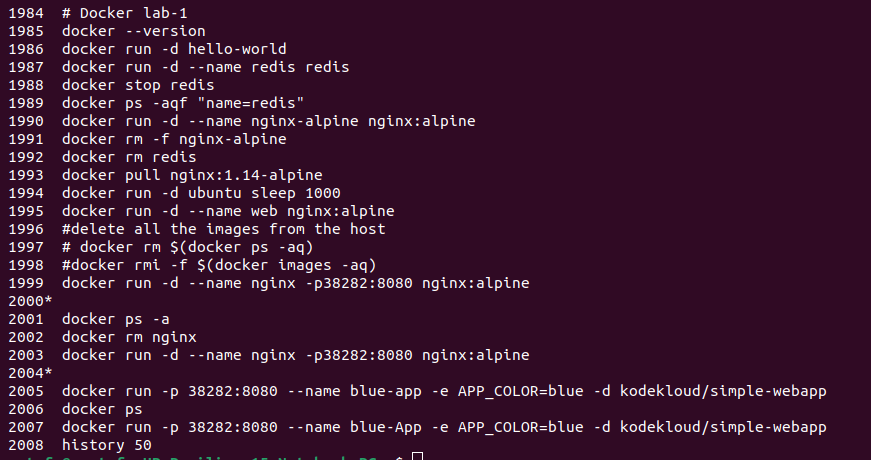 1984 # Docker lab-1
1985 docker --version
1986 docker run -d hello-world
1987 docker run -d --name redis redis
1988 docker stop redis
1989 docker ps -aqf "name=redis"
1990 docker run -d --name nginx-alpine nginx:alpine
1991 docker rm -f nginx-alpine
1992 docker rm redis
1993 docker pull nginx:1.14-alpine
1994 docker run -d ubuntu sleep 1000
1995 docker run -d --name web nginx:alpine
1996 #delete all the images from the host
1997 # docker rm $(docker ps -aq)
1998 #docker rmi -f $(docker images -aq)
1999 docker run -d --name nginx -p38282:8080 nginx:alpine
2000*
2001 docker ps -a
2002 docker rm nginx
2003 docker run -d --name nginx -p38282:8080 nginx:alpine
2004*
2005 docker run -p 38282:8080 --name blue-app -e APP_COLOR=blue -d kodekloud/simple-webapp
2006 docker ps
2007 docker run -p 38282:8080 --name blue-App -e APP_COLOR=blue -d kodekloud/simple-webapp
2008 history 50